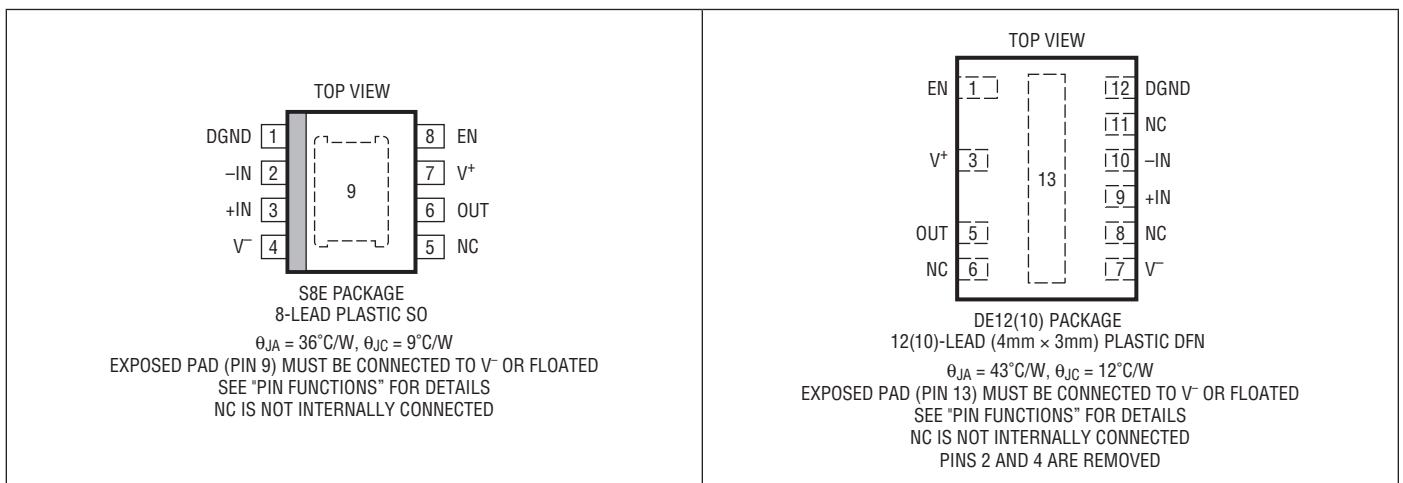 TOP VIEW
DGND 1 8 EN
–IN 2 7 V+
+IN 3 9 6 OUT
V– 4 5 NC
S8E PACKAGE
8-LEAD PLASTIC SO
θJA = 36°C/W, θJC = 9°C/W
EXPOSED PAD (PIN 9) MUST BE CONNECTED TO V– OR FLOATED
SEE "PIN FUNCTIONS" FOR DETAILS
NC IS NOT INTERNALLY CONNECTED
TOP VIEW
EN 1 12 DGND
11 NC
V+ 3 10 –IN
13
9 +IN
OUT 5 8 NC
NC 6 7 V–
DE12(10) PACKAGE
12(10)-LEAD (4mm × 3mm) PLASTIC DFN
θJA = 43°C/W, θJC = 12°C/W
EXPOSED PAD (PIN 13) MUST BE CONNECTED TO V– OR FLOATED
SEE "PIN FUNCTIONS" FOR DETAILS
NC IS NOT INTERNALLY CONNECTED
PINS 2 AND 4 ARE REMOVED